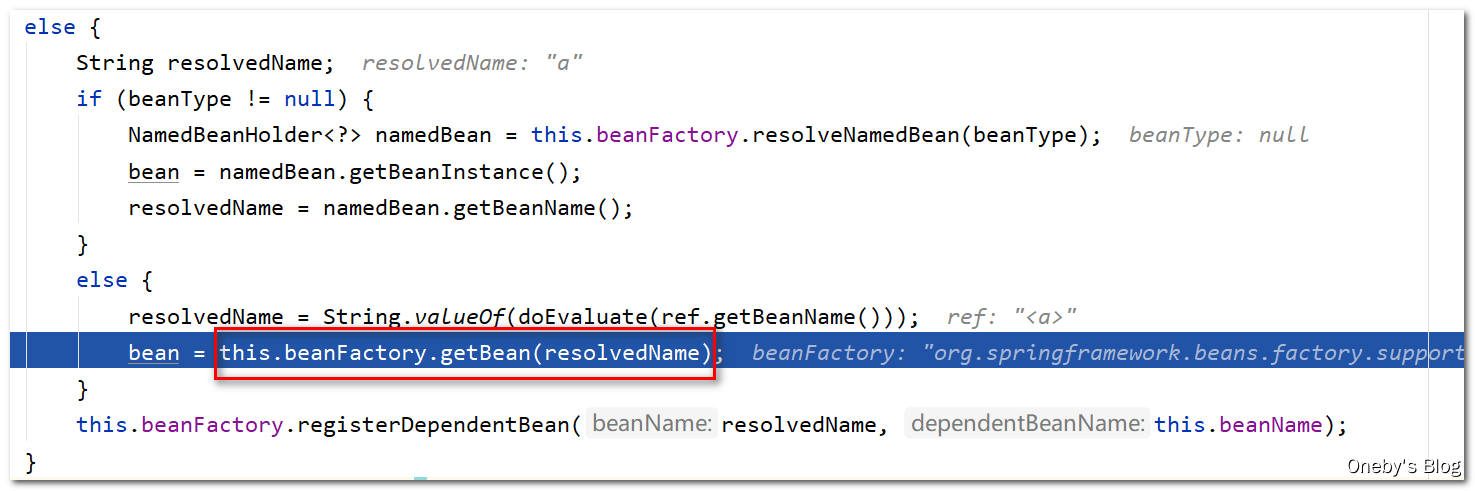 else {
String resolvedName; resolvedName: "a"
if (beanType != null) {
NamedBeanHolder<?> namedBean = this.beanFactory.resolveNamedBean(beanType); beanType: null
bean = namedBean.getBeanInstance();
resolvedName = namedBean.getBeanName();
}
else {
resolvedName = String.valueOf(doEvaluate(ref.getBeanName())); ref: "<a>"
bean = this.beanFactory.getBean(resolvedName); beanFactory: "org.springframework.beans.factory.support
}
this.beanFactory.registerDependentBean( beanName: resolvedName, dependentBeanName: this.beanName);
}
Oneby's Blog